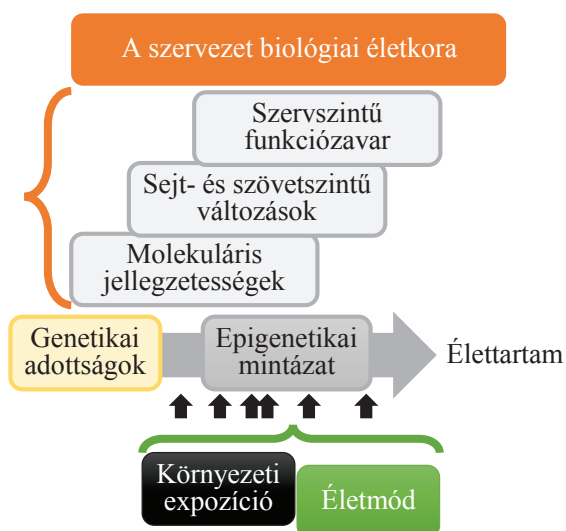 A szervezet biológiai életkora
Szervszintű
funkciózavar
Sejt- és szövetszintű
változások
Molekuláris
jellegzetességek
Genetikai
adottságok
Epigenetikai
mintázat
Élettartam
Környezeti
expozíció
Életmód